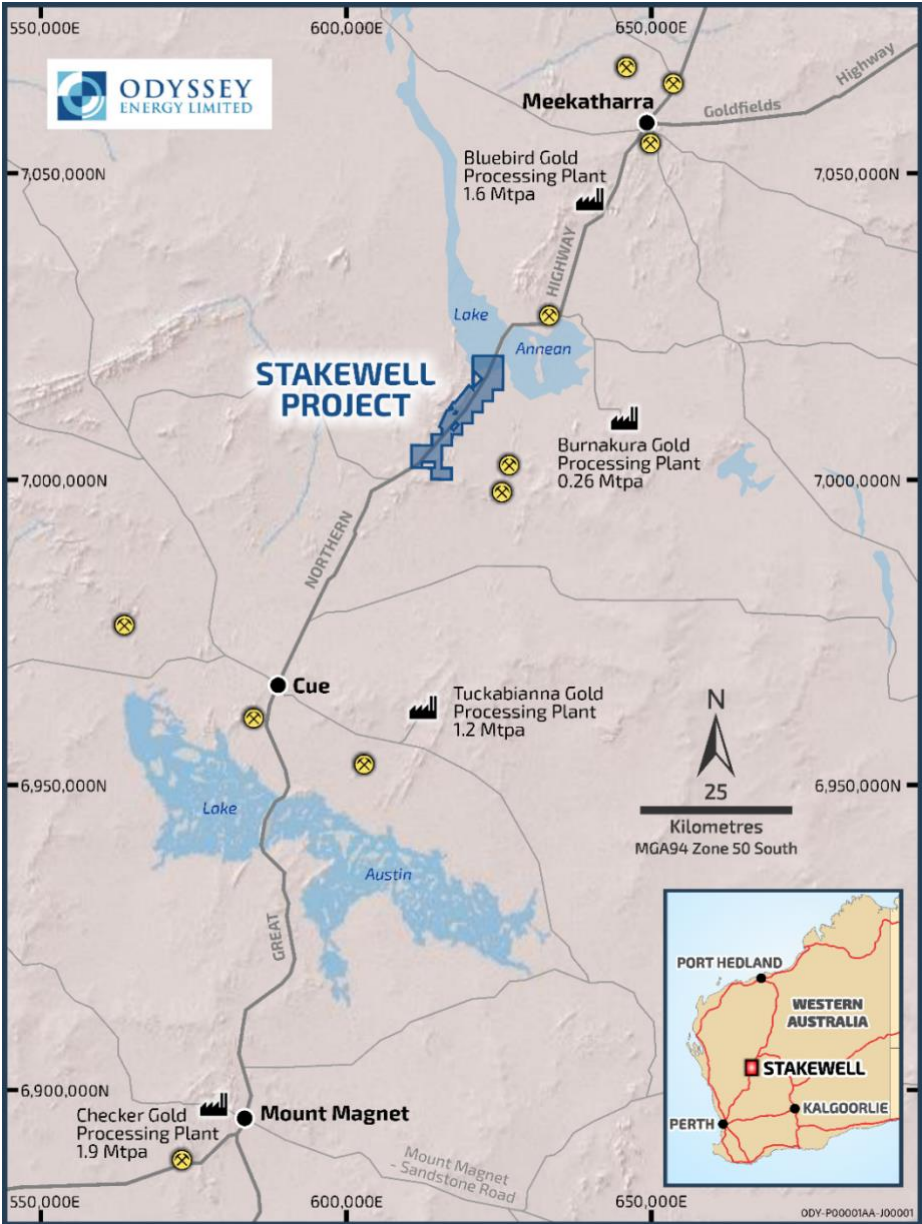 550,000E
600,000E
650,000E
ODYSSEY
ENERGY LIMITED
Highway
Goldfields
Meekatharra
Bluebird Gold
Processing Plant
1.6 Mtpa
7,050,000N
7,050,000N
HIGHWAY
Lake
Annean
STAKEWELL
PROJECT
Burnakura Gold
Processing Plant
0.26 Mtpa
7,000,000N
7,000,000N
NORTHERN
Cue
Tuckabianna Gold
Processing Plant
1.2 Mtpa
N
25
Kilometres
MGA94 Zone 50 South
6,950,000N
6,950,000N
Lake
Austin
GREAT
PORT HEDLAND
WESTERN
AUSTRALIA
STAKEWELL
KALGOORLIE
PERTH
6,900,000N
Checker Gold
Processing Plant
1.9 Mtpa
Mount Magnet
Mount Magnet
- Sandstone Road
550,000E
600,000E
650,000E
ODY-P00001AA-J00001